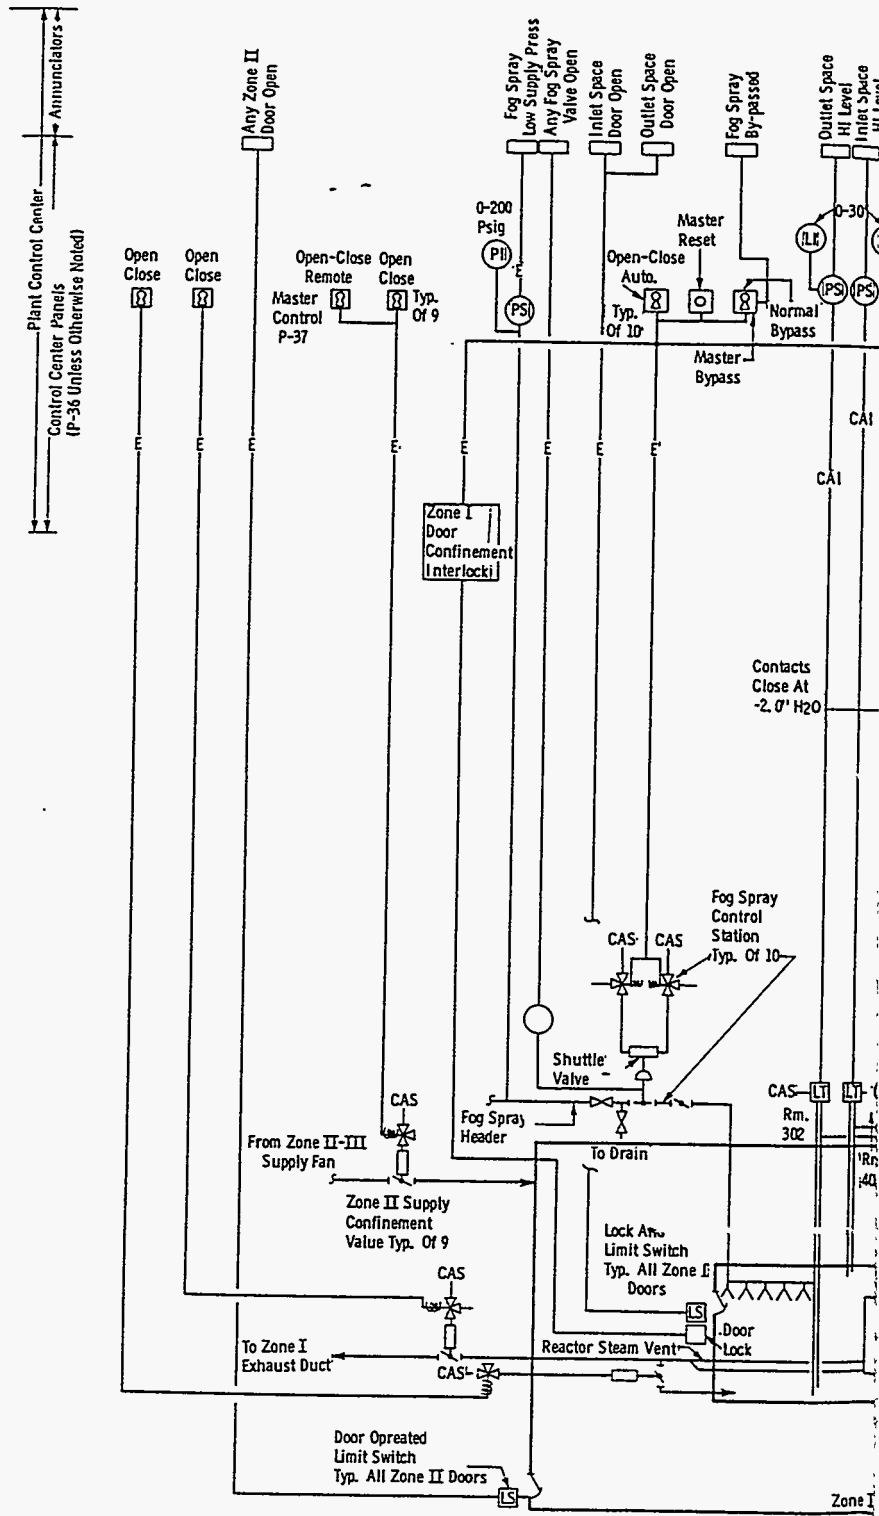 Annunciators
Plant Control Center
Control Center Panels
(P-36 Unless Otherwise Noted)
Any Zone II
Door Open
Fog Spray
Low Supply Press
Any Fog Spray
Valve Open
Inlet Space
Door Open
Outlet Space
Door Open
Fog Spray
By-passed
Outlet Space
HI Level
Inlet Space
HI Level
0-200
Psig
PI
E
PS
Open
Close
Open
Close
Open-Close
Remote
Master
Control
P-37
Open
Close
Typ.
Of 9
Open-Close
Auto.
Typ.
Of 10
Master
Reset
Normal
Bypass
Master
Bypass
0-30
PS
PS
E
E
E
E
E
E
E
E
CAI
CAI
Zone I
Door
Confinement
Interlock
Contacts
Close At
-2.0" H2O
Fog Spray
Control
Station
Typ. Of 10
CAS
CAS
Shuttle
Valve
Fog Spray
Header
To Drain
CAS
LT
LT
Rm.
302
CAS
From Zone II-III
Supply Fan
Zone II Supply
Confinement
Value Typ. Of 9
Lock
Limit Switch
Typ. All Zone
Doors
LS
Door
Lock
CAS
To Zone I
Exhaust Duct
Reactor Steam Vent
CAS
Door Opreated
Limit Switch
Typ. All Zone II Doors
LS
Zone